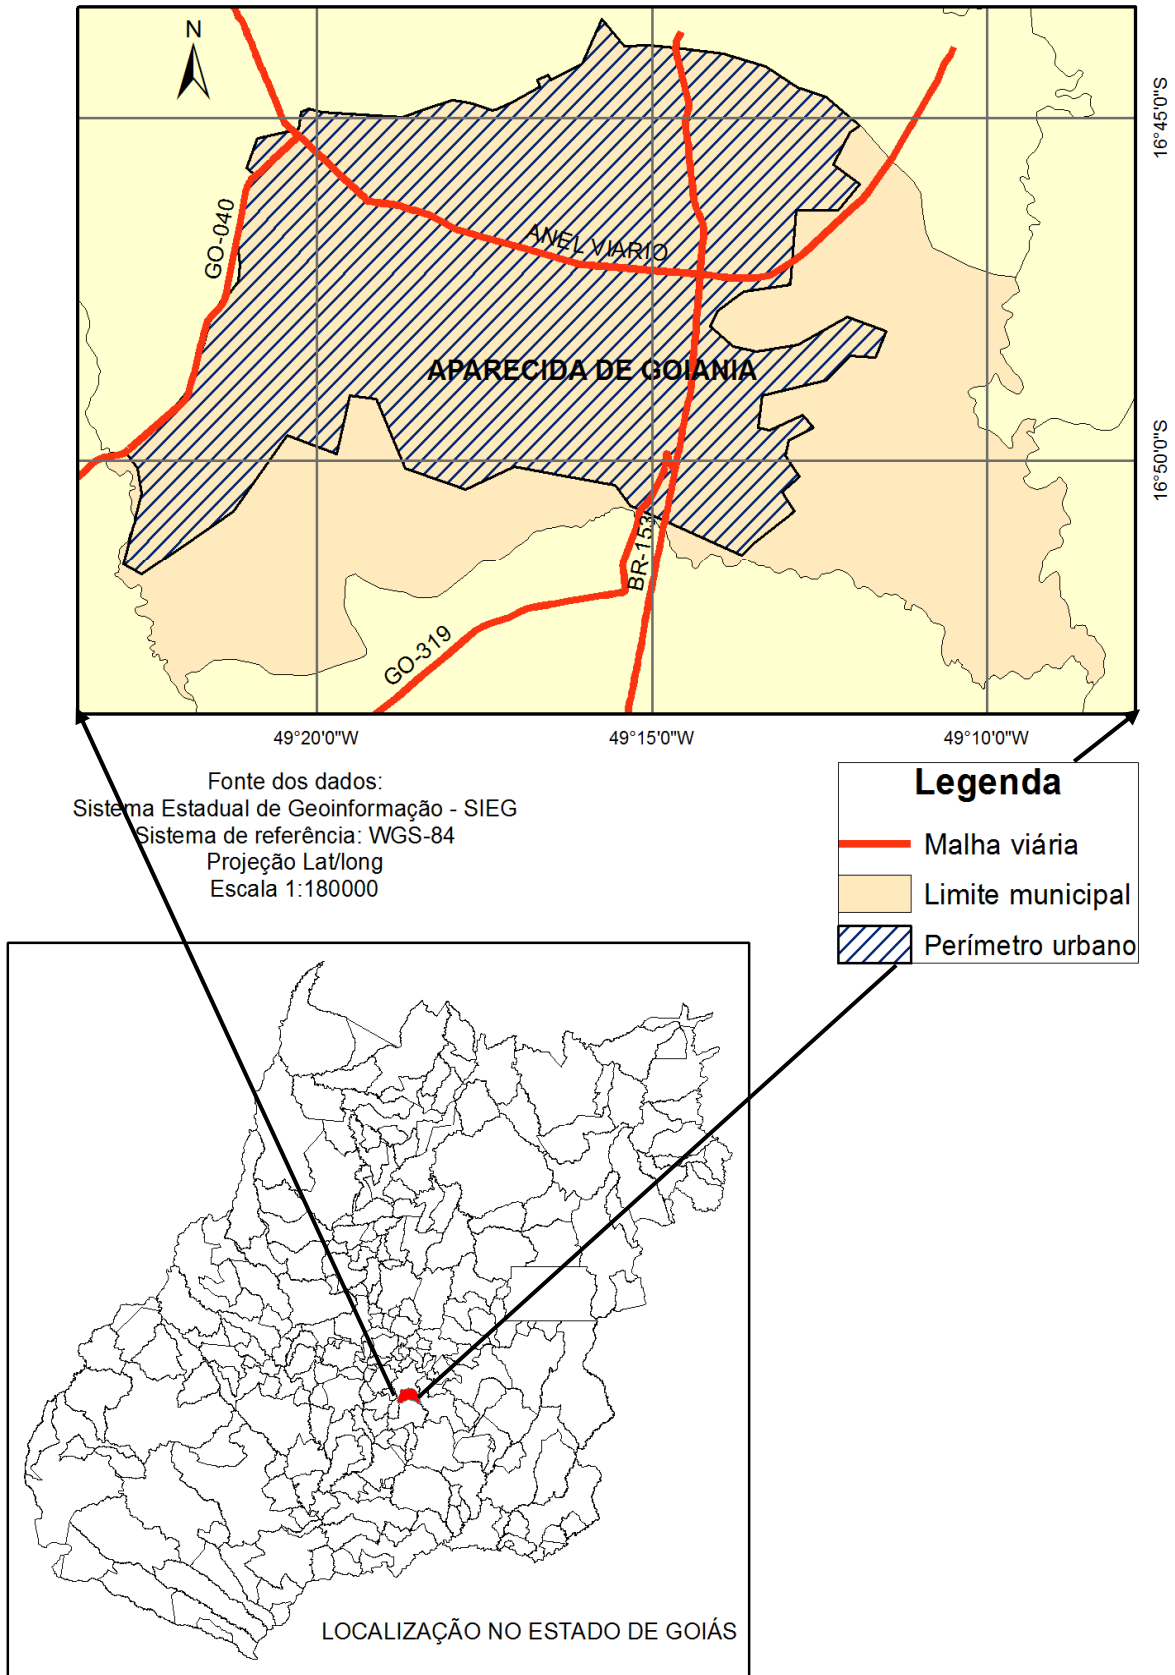 N
16°45'0"S
GO-040
ANEL VIARIO
APARECIDA DE GOIANIA
16°50'0"S
BR-153
GO-319
49°20'0"W
49°15'0"W
49°10'0"W
Fonte dos dados:
Sistema Estadual de Geoinformação - SIEG
Sistema de referência: WGS-84
Projeção Lat/long
Escala 1:180000
Legenda
Malha viária
Limite municipal
Perímetro urbano
LOCALIZAÇÃO NO ESTADO DE GOIÁS